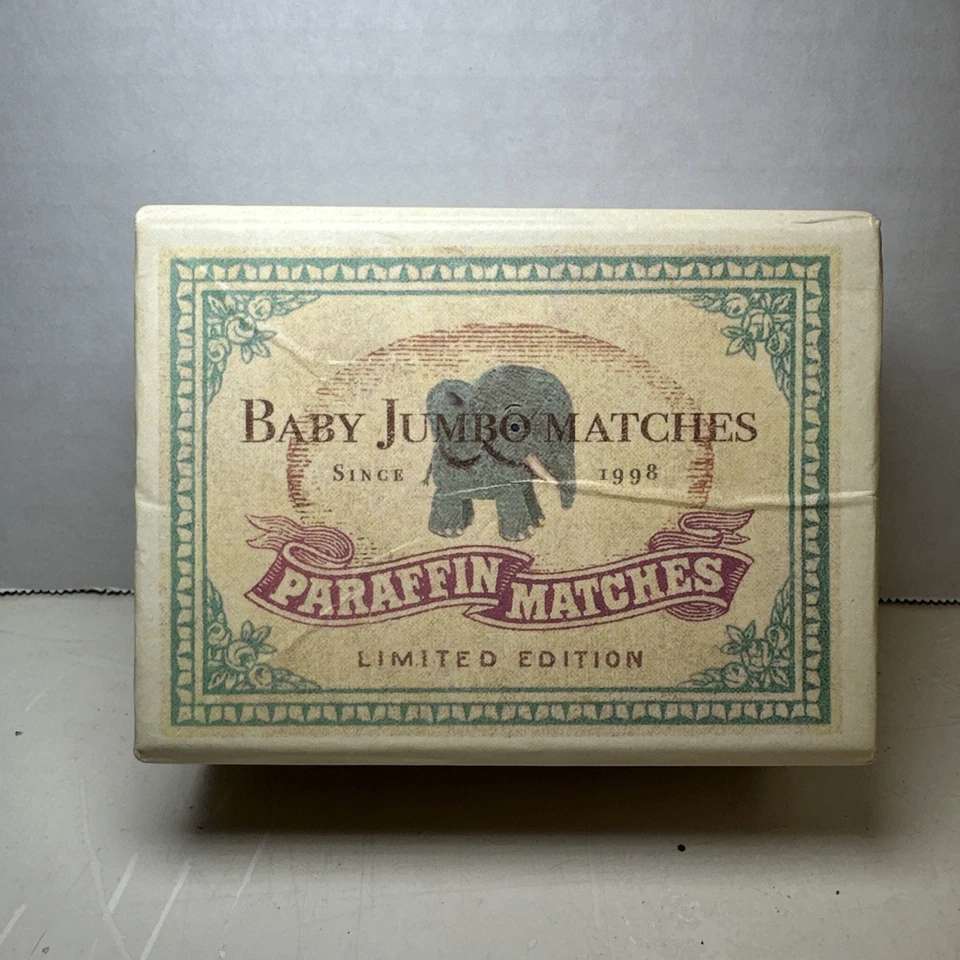 BABY JUMBO MATCHES
SINCE 1998
PARAFFIN MATCHES
LIMITED EDITION